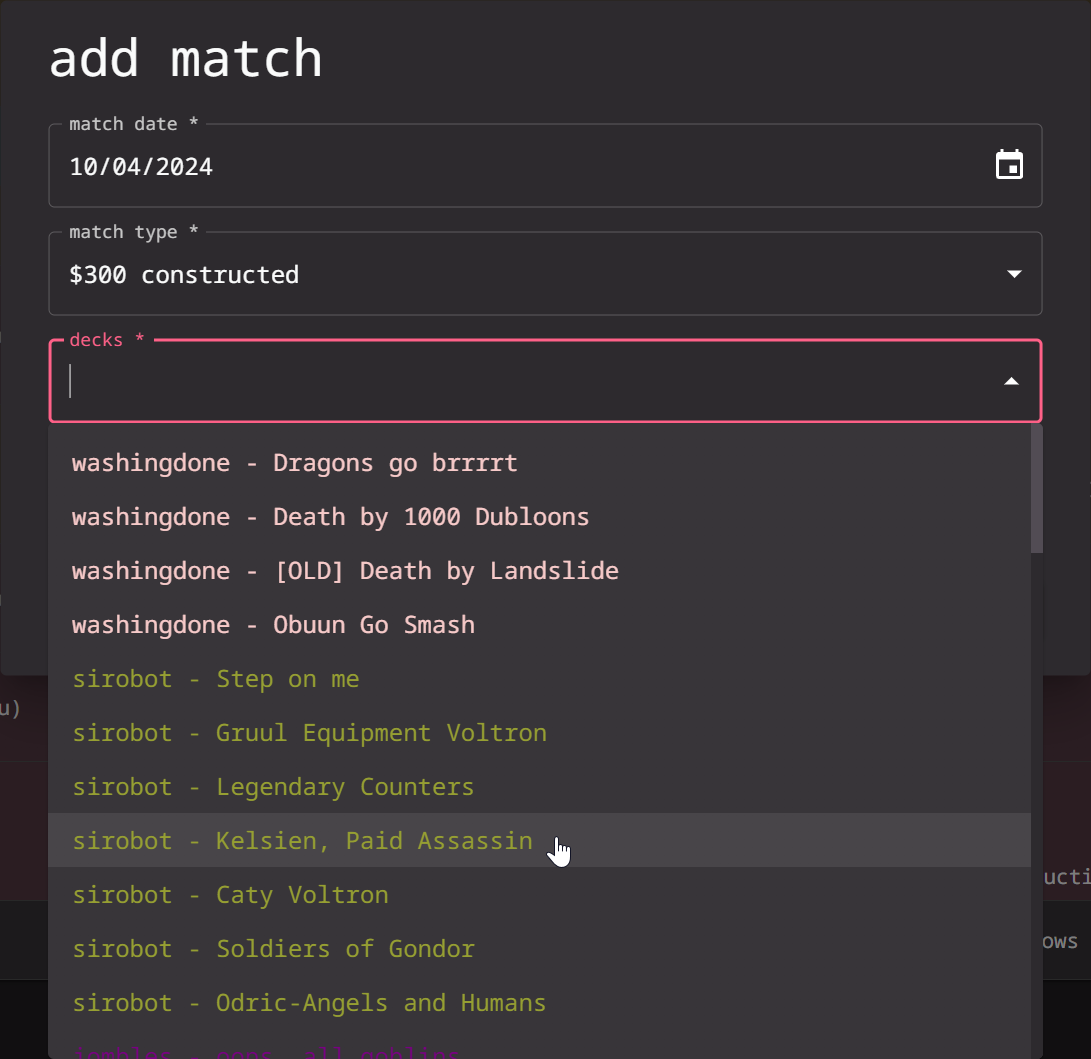 add match
match date *
10/04/2024
match type *
$300 constructed
decks *
washingdone - Dragons go brrrrt
washingdone - Death by 1000 Dubloons
washingdone - [OLD] Death by Landslide
washingdone - Obuun Go Smash
sirobot - Step on me
u)
sirobot - Gruul Equipment Voltron
sirobot - Legendary Counters
sirobot - Kelsien, Paid Assassin
ucti
sirobot - Caty Voltron
ows
sirobot - Soldiers of Gondor
sirobot - Odric-Angels and Humans